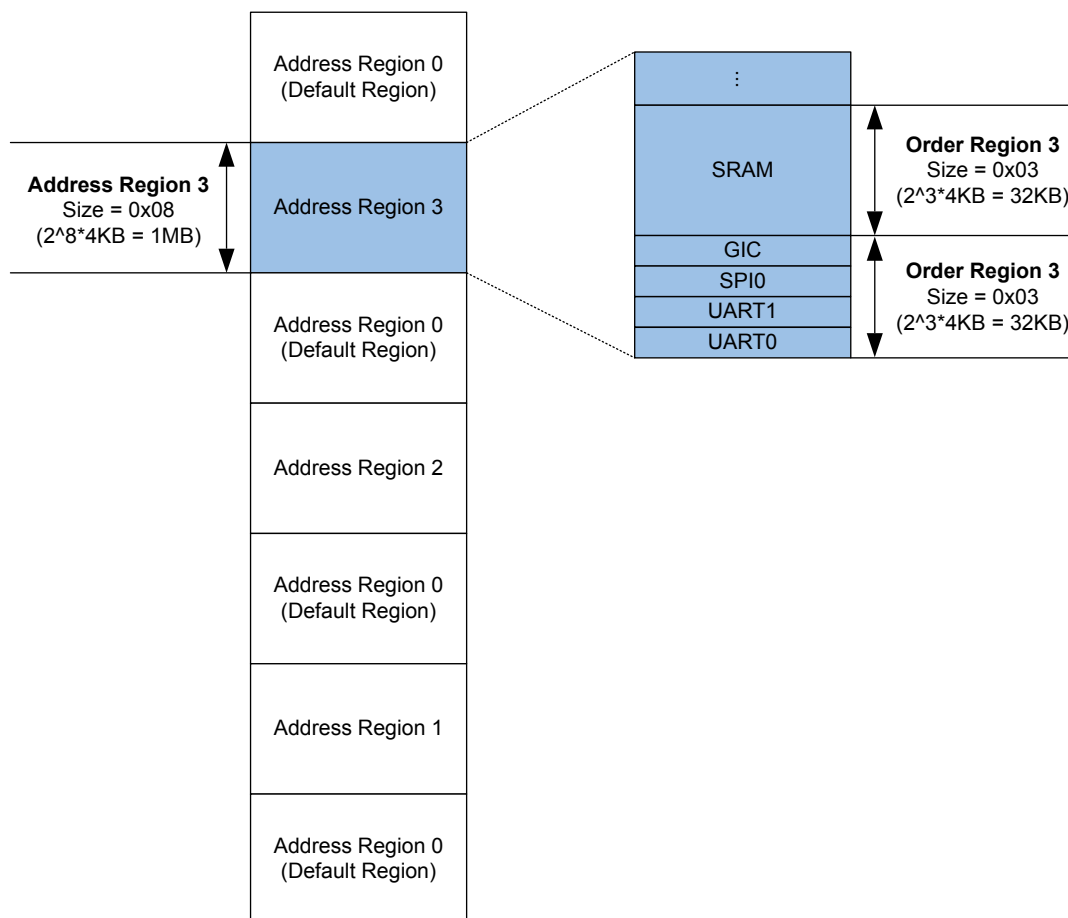 Address Region 0
(Default Region)
Address Region 3
Size = 0x08
(2^8*4KB = 1MB)
Address Region 3
Address Region 0
(Default Region)
Address Region 2
Address Region 0
(Default Region)
Address Region 1
Address Region 0
(Default Region)
⋮
SRAM
GIC
SPI0
UART1
UART0
Order Region 3
Size = 0x03
(2^3*4KB = 32KB)
Order Region 3
Size = 0x03
(2^3*4KB = 32KB)